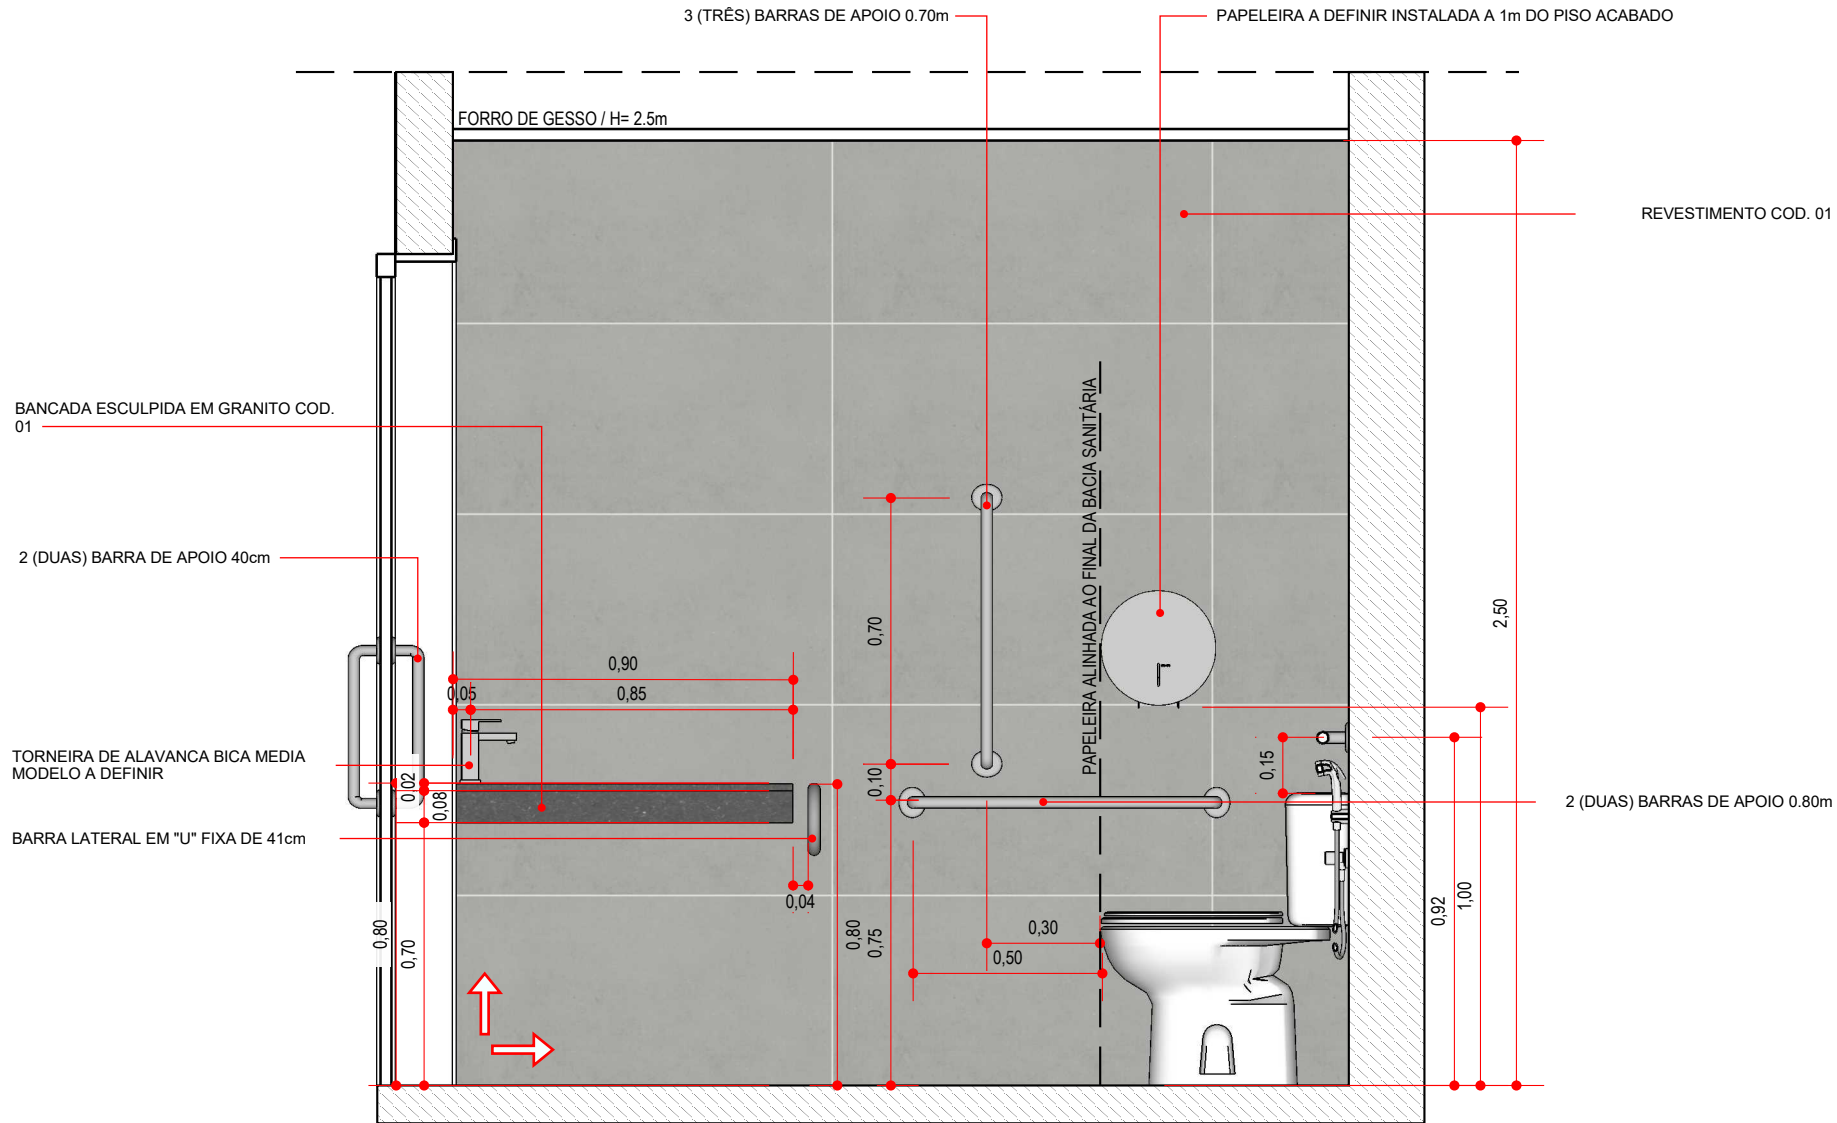 3 (TRÊS) BARRAS DE APOIO 0.70m
PAPELEIRA A DEFINIR INSTALADA A 1m DO PISO ACABADO
FORRO DE GESSO / H= 2.5m
REVESTIMENTO COD. 01
BANCADA ESCULPIDA EM GRANITO COD.
01
PAPELEIRA ALINHADA AO FINAL DA BACIA SANITÁRIA
2 (DUAS) BARRA DE APOIO 40cm
2,50
0,70
0,90
0,05
0,85
TORNEIRA DE ALAVANCA BICA MEDIA
MODELO A DEFINIR
0,02
0,08
0,10
0,15
2 (DUAS) BARRAS DE APOIO 0.80m
BARRA LATERAL EM "U" FIXA DE 41cm
0,04
0,80
0,70
0,80
0,75
0,30
0,50
0,92
1,00